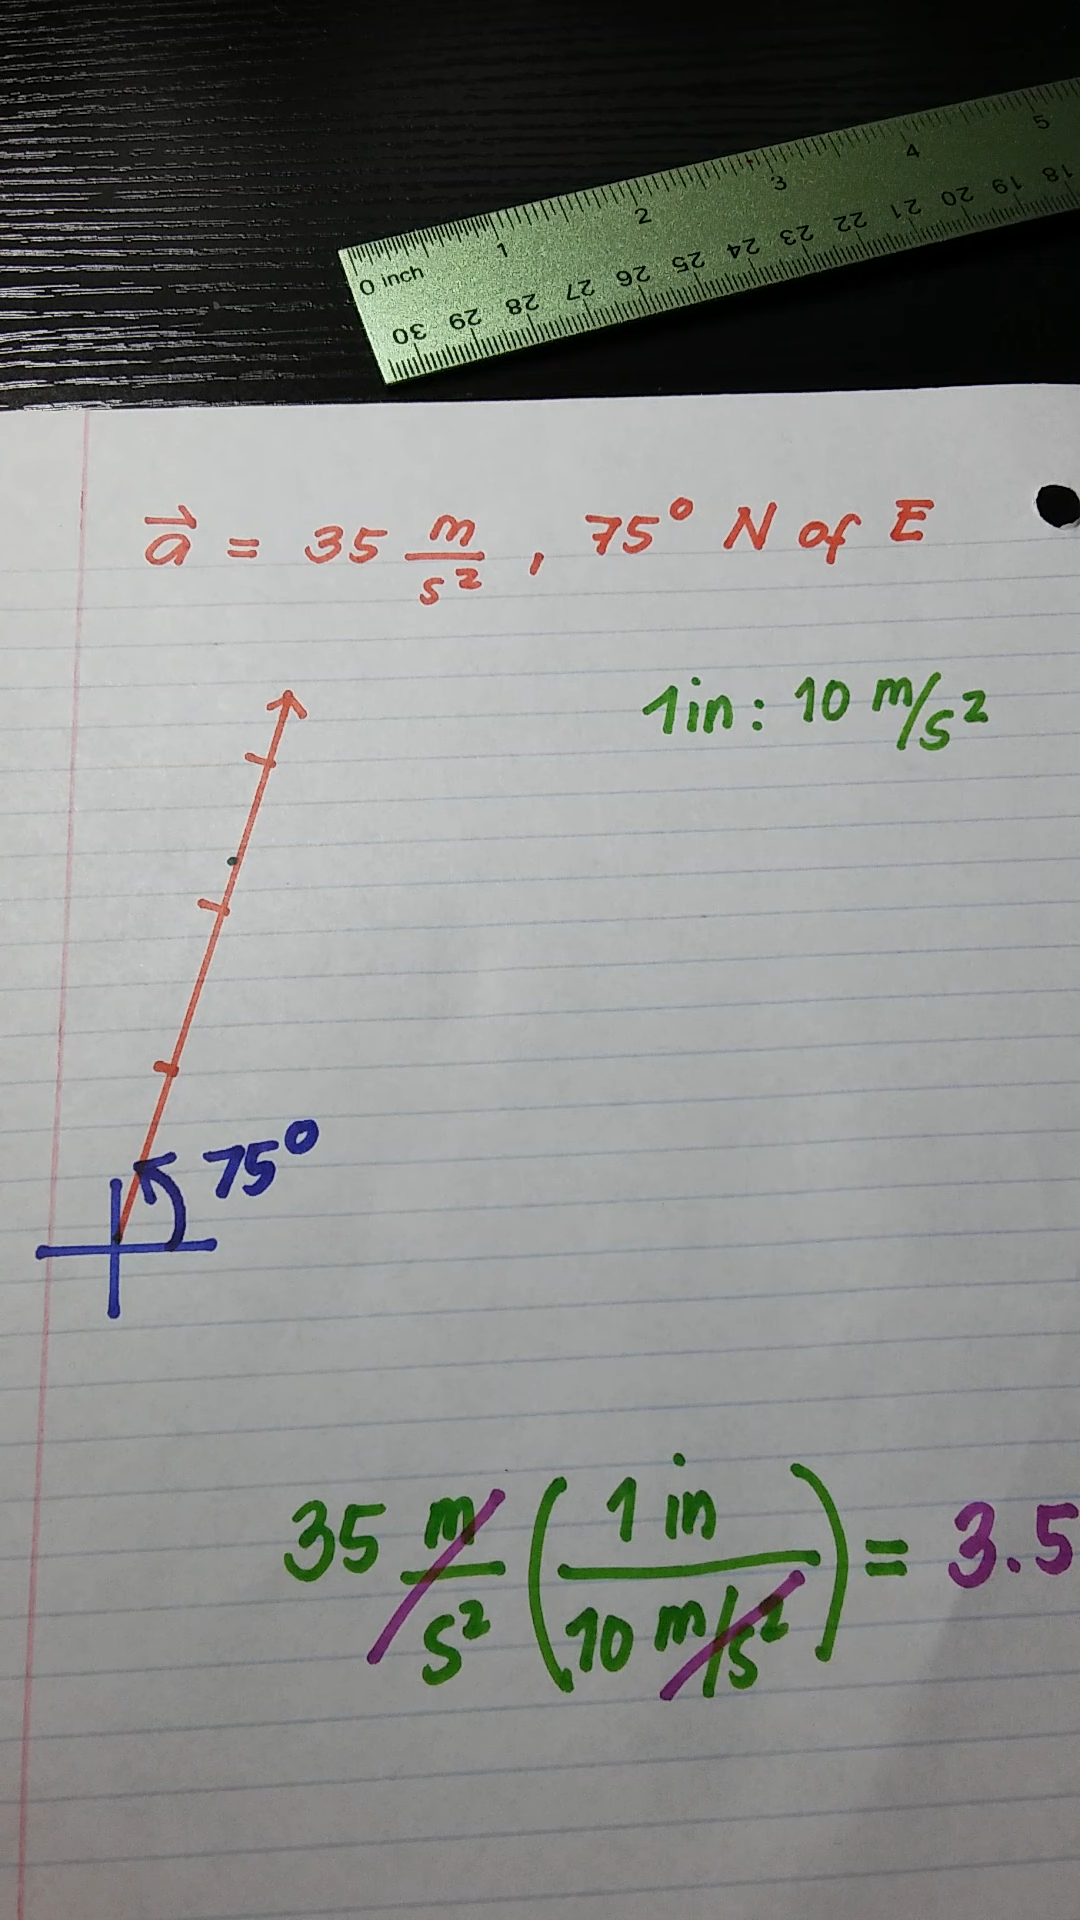 0 inch 1 2 3 4 5
30 29 28 27 26 25 24 23 22 21 20 19 18
a⃗ = 35 m/s², 75° N of E
1in: 10 m/s²
75°
35 m/s² (1 in / 10 m/s²) = 3.5